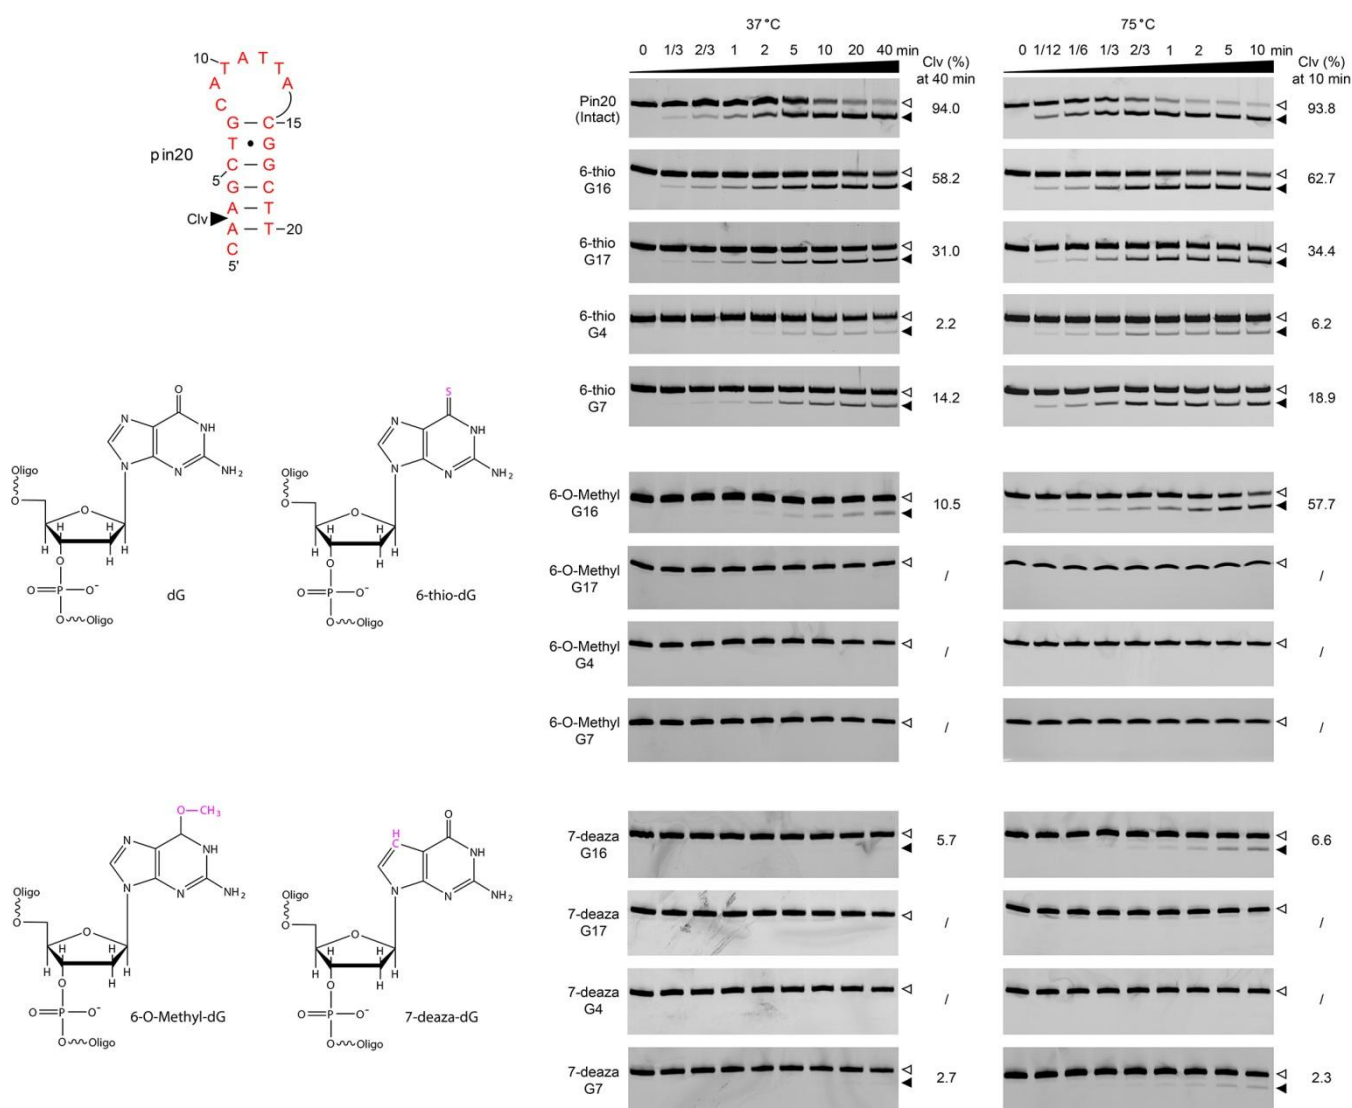 37°C
75°C
0 1/3 2/3 1 2 5 10 20 40 min
Clv (%)
at 40 min
0 1/12 1/6 1/3 2/3 1 2 5 10 min
Clv (%)
at 10 min
10
T A T T
A A
C
G C 15
T G
pin20 C G
5
G C
Clv A T
A T 20
C
5'
Pin20
(Intact)
94.0
93.8
6-thio
G16
58.2
62.7
6-thio
G17
31.0
34.4
6-thio
G4
2.2
6.2
6-thio
G7
14.2
18.9
6-O-Methyl
G16
10.5
57.7
6-O-Methyl
G17
/
/
6-O-Methyl
G4
/
/
6-O-Methyl
G7
/
/
7-deaza
G16
5.7
6.6
7-deaza
G17
/
/
7-deaza
G4
/
/
7-deaza
G7
2.7
2.3
O
N NH
N N NH₂
Oligo
O
O
H H
H H
H
O
O=P—O⁻
O Oligo
dG
S
N NH
N N NH₂
Oligo
O
O
H H
H H
H
O
O=P—O⁻
O Oligo
6-thio-dG
O—CH₃
N NH
N N NH₂
Oligo
O
O
H H
H H
H
O
O=P—O⁻
O Oligo
6-O-Methyl-dG
H
C
O
NH
N N NH₂
Oligo
O
O
H H
H H
H
O
O=P—O⁻
O Oligo
7-deaza-dG